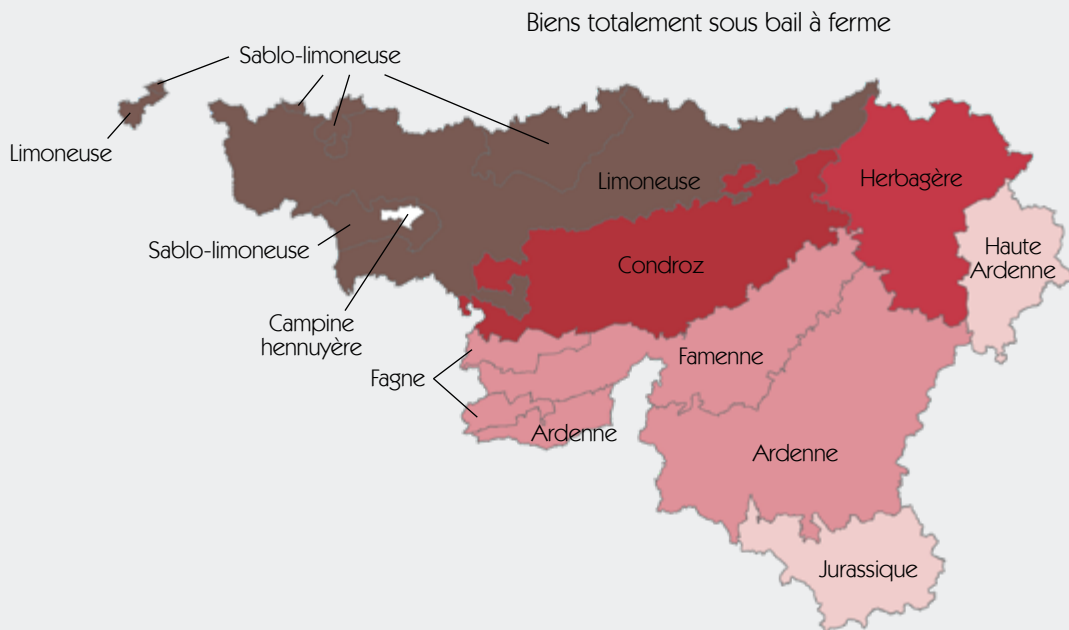 Biens totalement sous bail à ferme
Sablo-limoneuse
Limoneuse
Limoneuse
Herbagère
Sablo-limoneuse
Haute
Ardenne
Condroz
Campine
hennuyère
Famenne
Fagne
Ardenne
Ardenne
Jurassique